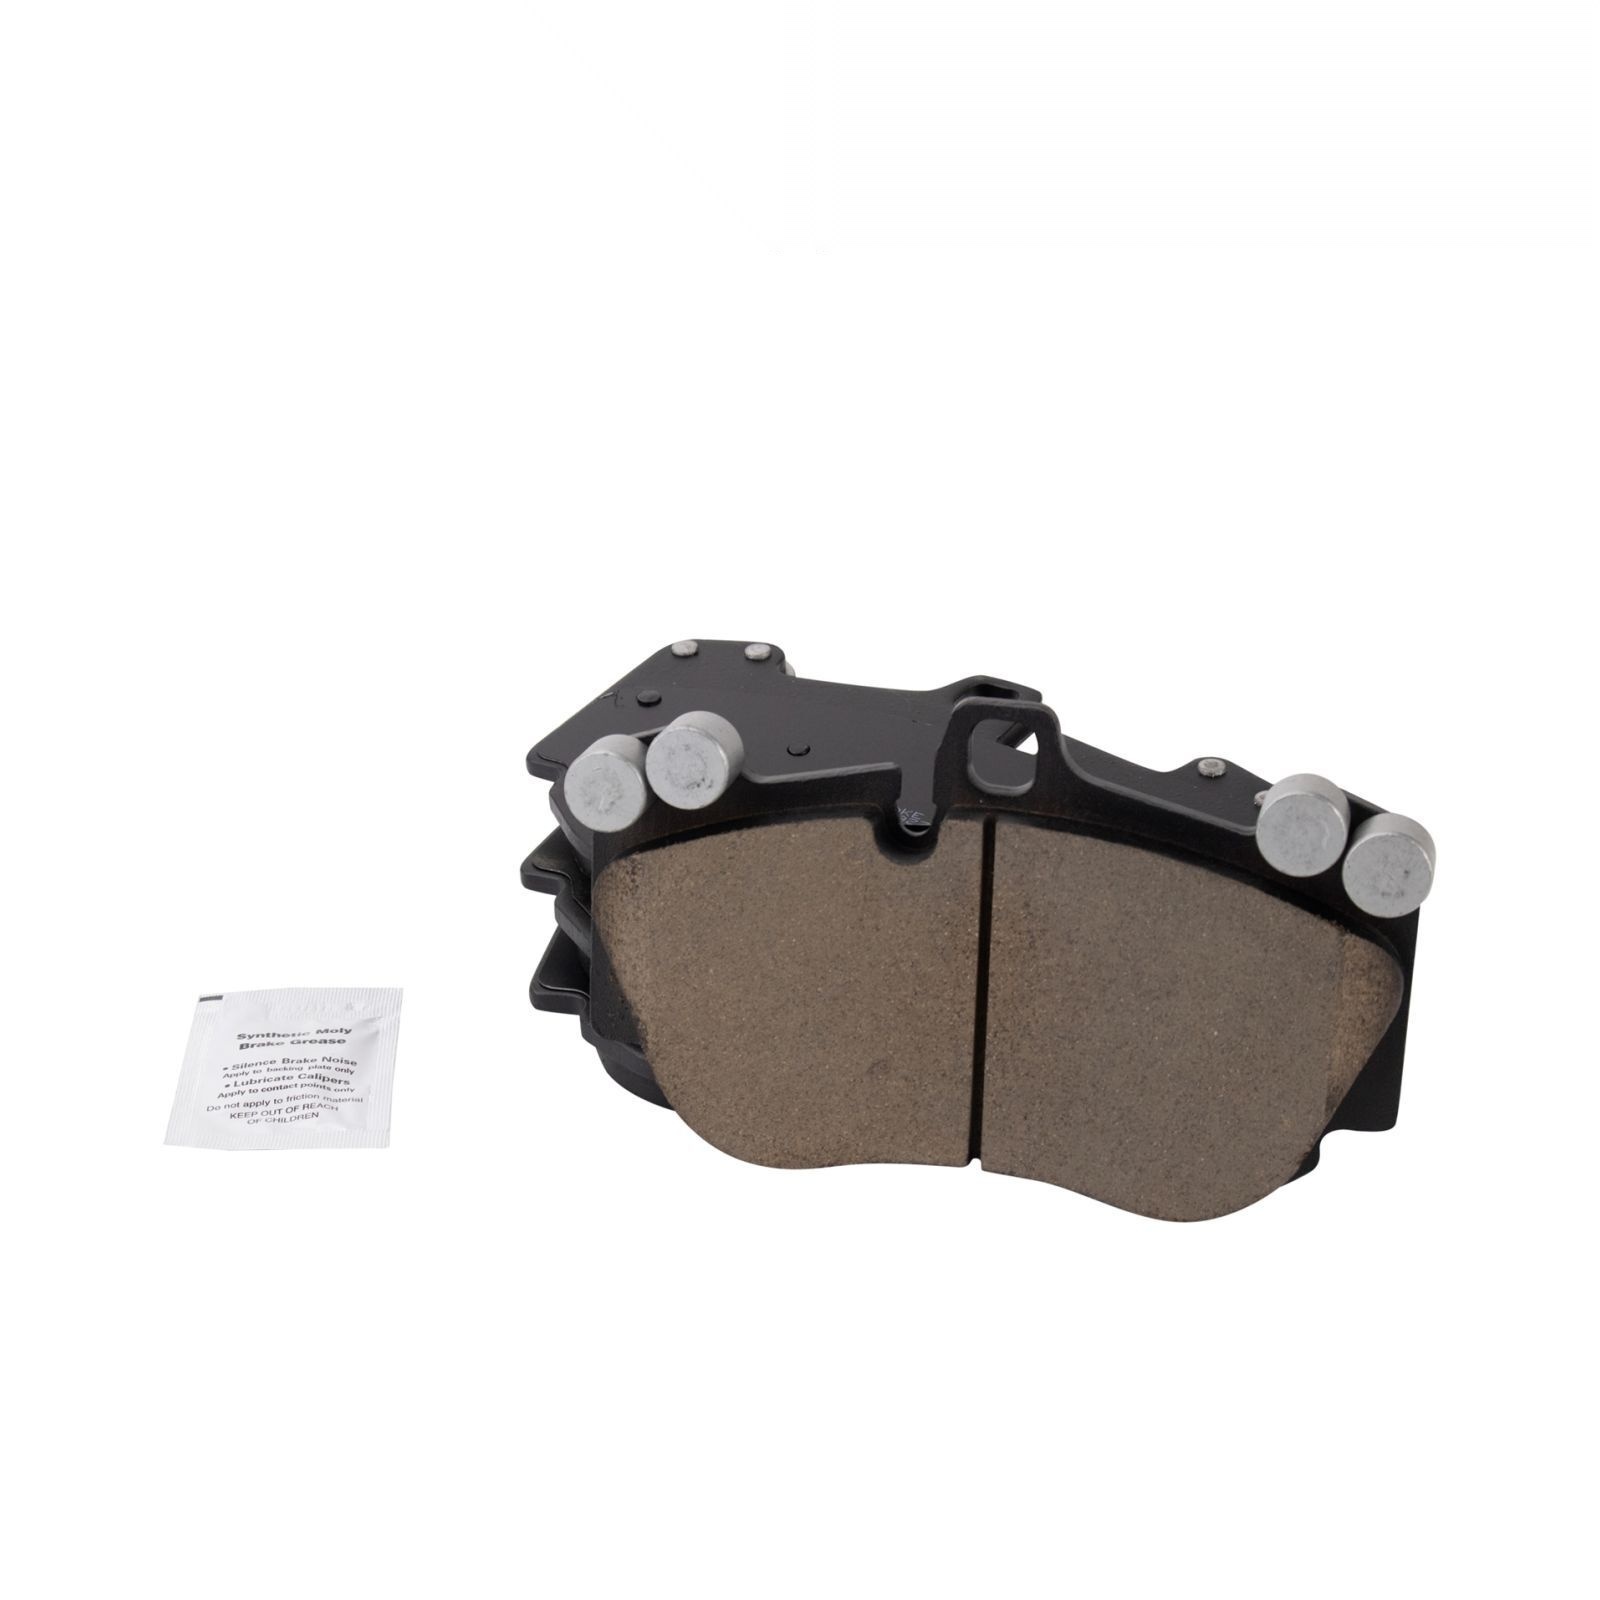 Synthetic Moly
Brake Grease
• Silence Brake Noise
Apply to backing plate only
• Lubricate Calipers
Apply to contact points only
Do not apply to friction material
KEEP OUT OF REACH
OF CHILDREN